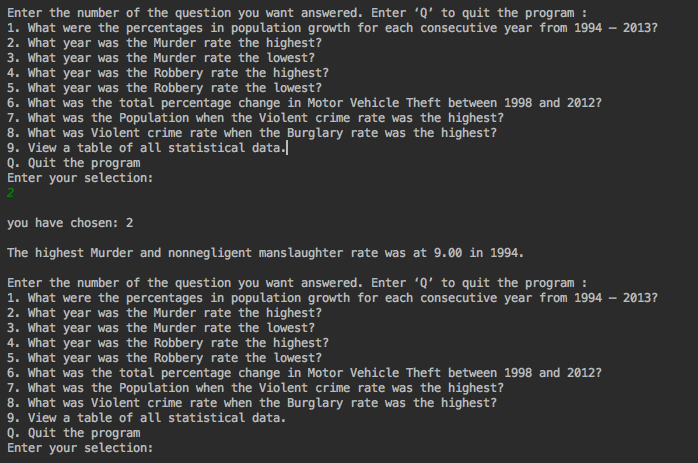 Enter the number of the question you want answered. Enter ‘Q’ to quit the program :
1. What were the percentages in population growth for each consecutive year from 1994 – 2013?
2. What year was the Murder rate the highest?
3. What year was the Murder rate the lowest?
4. What year was the Robbery rate the highest?
5. What year was the Robbery rate the lowest?
6. What was the total percentage change in Motor Vehicle Theft between 1998 and 2012?
7. What was the Population when the Violent crime rate was the highest?
8. What was Violent crime rate when the Burglary rate was the highest?
9. View a table of all statistical data.
Q. Quit the program
Enter your selection:
2
you have chosen: 2
The highest Murder and nonnegligent manslaughter rate was at 9.00 in 1994.
Enter the number of the question you want answered. Enter ‘Q’ to quit the program :
1. What were the percentages in population growth for each consecutive year from 1994 – 2013?
2. What year was the Murder rate the highest?
3. What year was the Murder rate the lowest?
4. What year was the Robbery rate the highest?
5. What year was the Robbery rate the lowest?
6. What was the total percentage change in Motor Vehicle Theft between 1998 and 2012?
7. What was the Population when the Violent crime rate was the highest?
8. What was Violent crime rate when the Burglary rate was the highest?
9. View a table of all statistical data.
Q. Quit the program
Enter your selection: